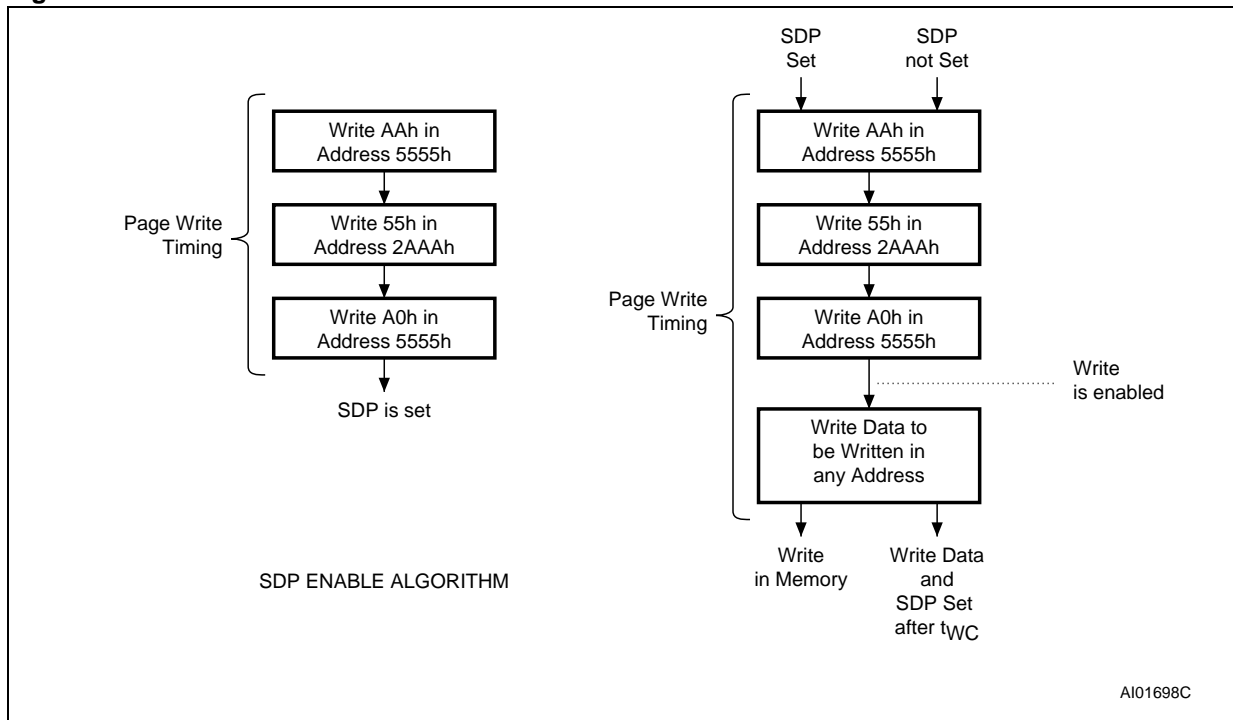 Write AAh in
Address 5555h
Page Write
Timing
Write 55h in
Address 2AAAh
Write A0h in
Address 5555h
SDP is set
SDP ENABLE ALGORITHM
SDP
Set
SDP
not Set
Write AAh in
Address 5555h
Write 55h in
Address 2AAAh
Page Write
Timing
Write A0h in
Address 5555h
Write
is enabled
Write Data to
be Written in
any Address
Write
in Memory
Write Data
and
SDP Set
after tWC
AI01698C